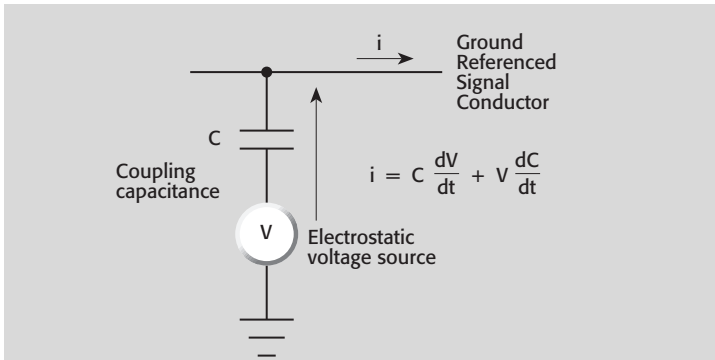 i
Ground
Referenced
Signal
Conductor
C
Coupling
capacitance
i = C dV/dt + V dC/dt
V
Electrostatic
voltage source